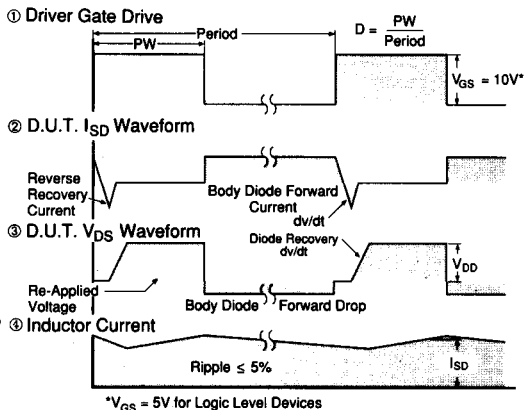 ① Driver Gate Drive
Period
PW
D = PW / Period
V_GS = 10V*
② D.U.T. I_SD Waveform
Reverse
Recovery
Current
Body Diode Forward
Current
dv/dt
③ D.U.T. V_DS Waveform
Diode Recovery
dv/dt
V_DD
Re-Applied
Voltage
Body Diode
Forward Drop
④ Inductor Current
Ripple ≤ 5%
I_SD
*V_GS = 5V for Logic Level Devices